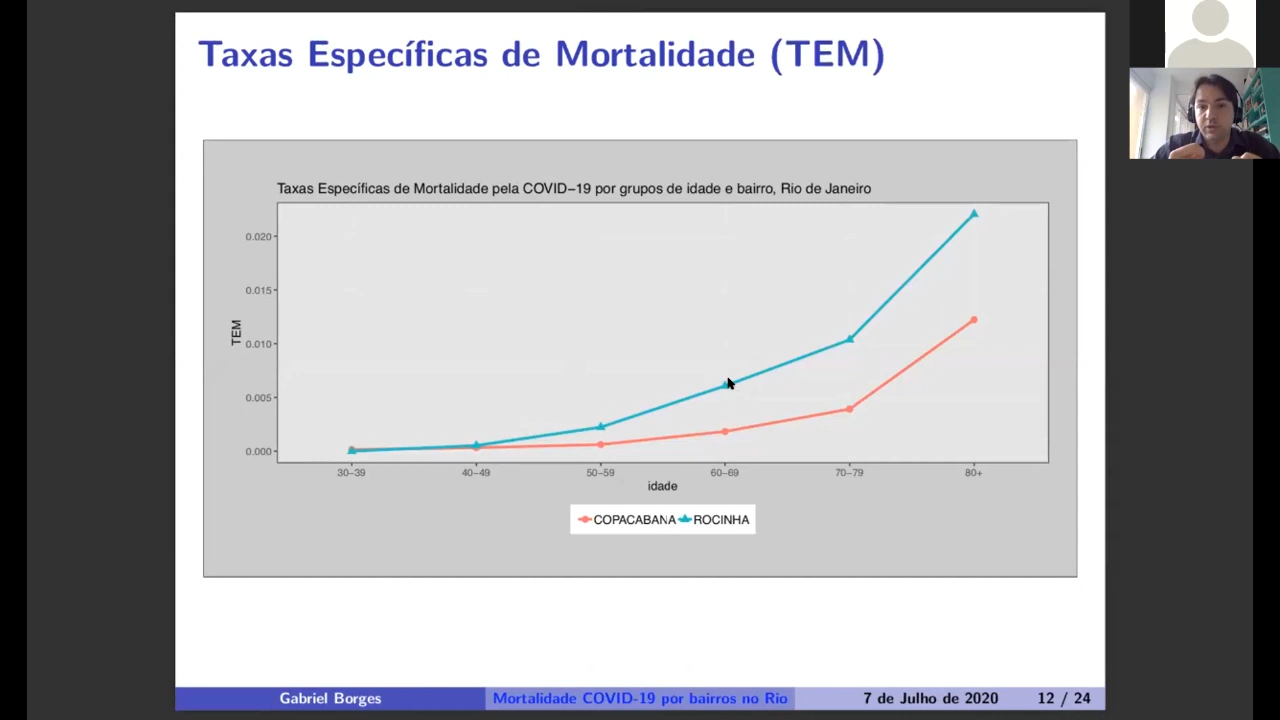 Taxas Específicas de Mortalidade (TEM)
Taxas Específicas de Mortalidade pela COVID−19 por grupos de idade e bairro, Rio de Janeiro
TEM
0.020
0.015
0.010
0.005
0.000
30−39 40−49 50−59 60−69 70−79 80+
idade
COPACABANA ROCINHA
Gabriel Borges Mortalidade COVID-19 por bairros no Rio 7 de Julho de 2020 12 / 24